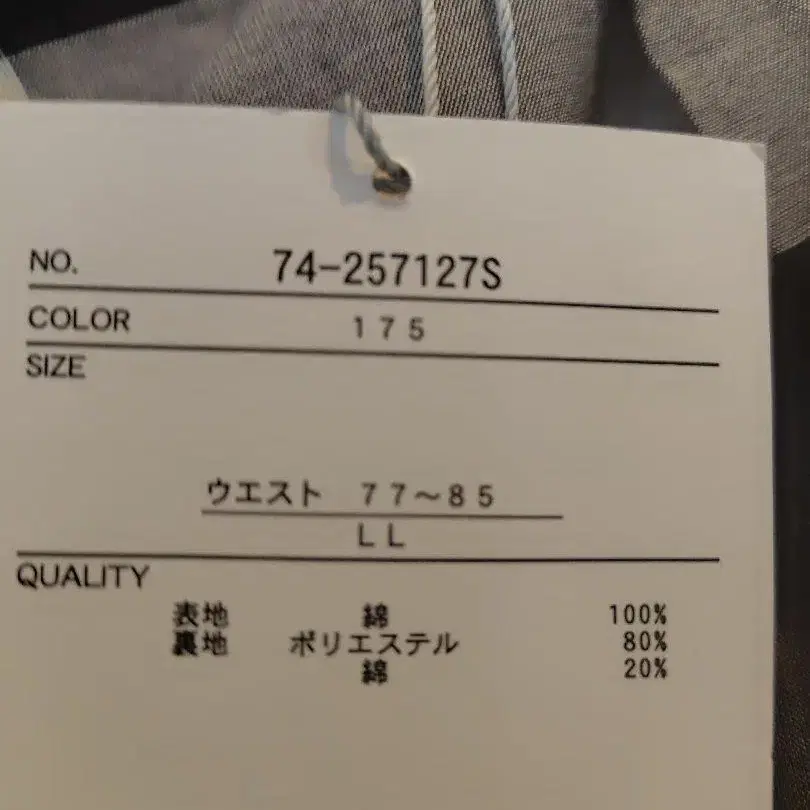 NO. 74-257127S
COLOR 175
SIZE
ウエスト 77~85
LL
QUALITY
表地 綿 100%
裏地 ポリエステル 80%
綿 20%